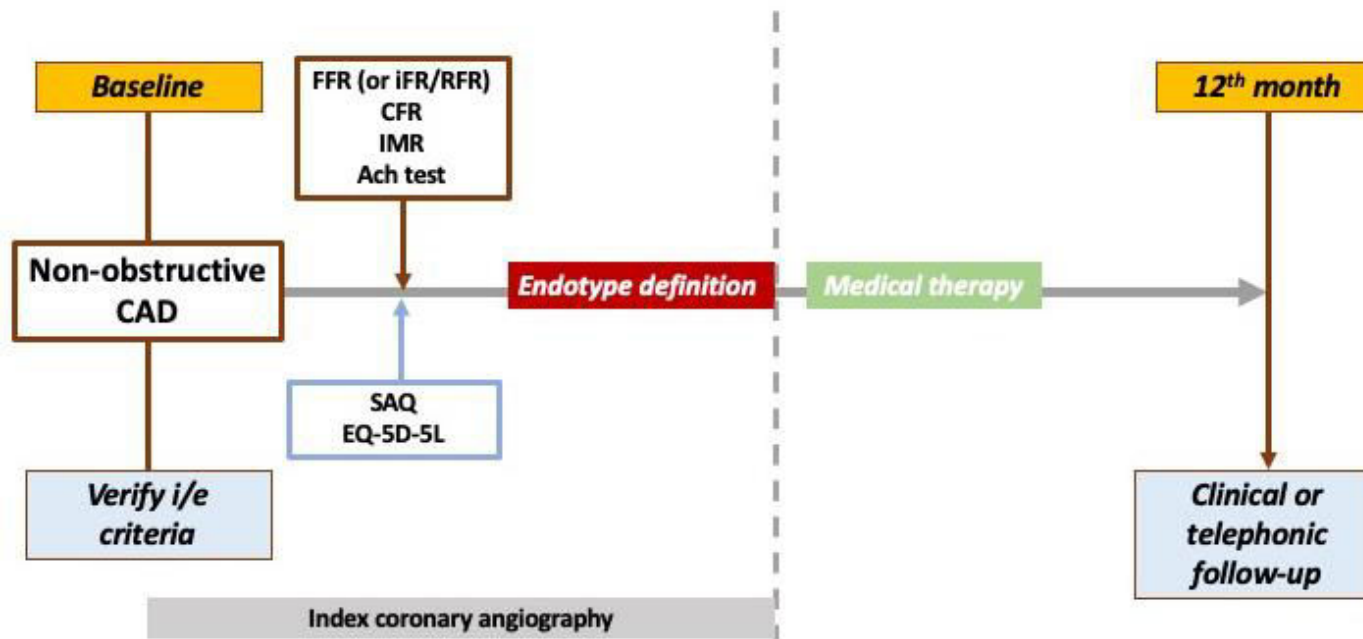 Baseline
FFR (or iFR/RFR)
CFR
IMR
Ach test
12th month
Non-obstructive
CAD
Endotype definition
Medical therapy
SAQ
EQ-5D-5L
Verify i/e
criteria
Clinical or
telephonic
follow-up
Index coronary angiography